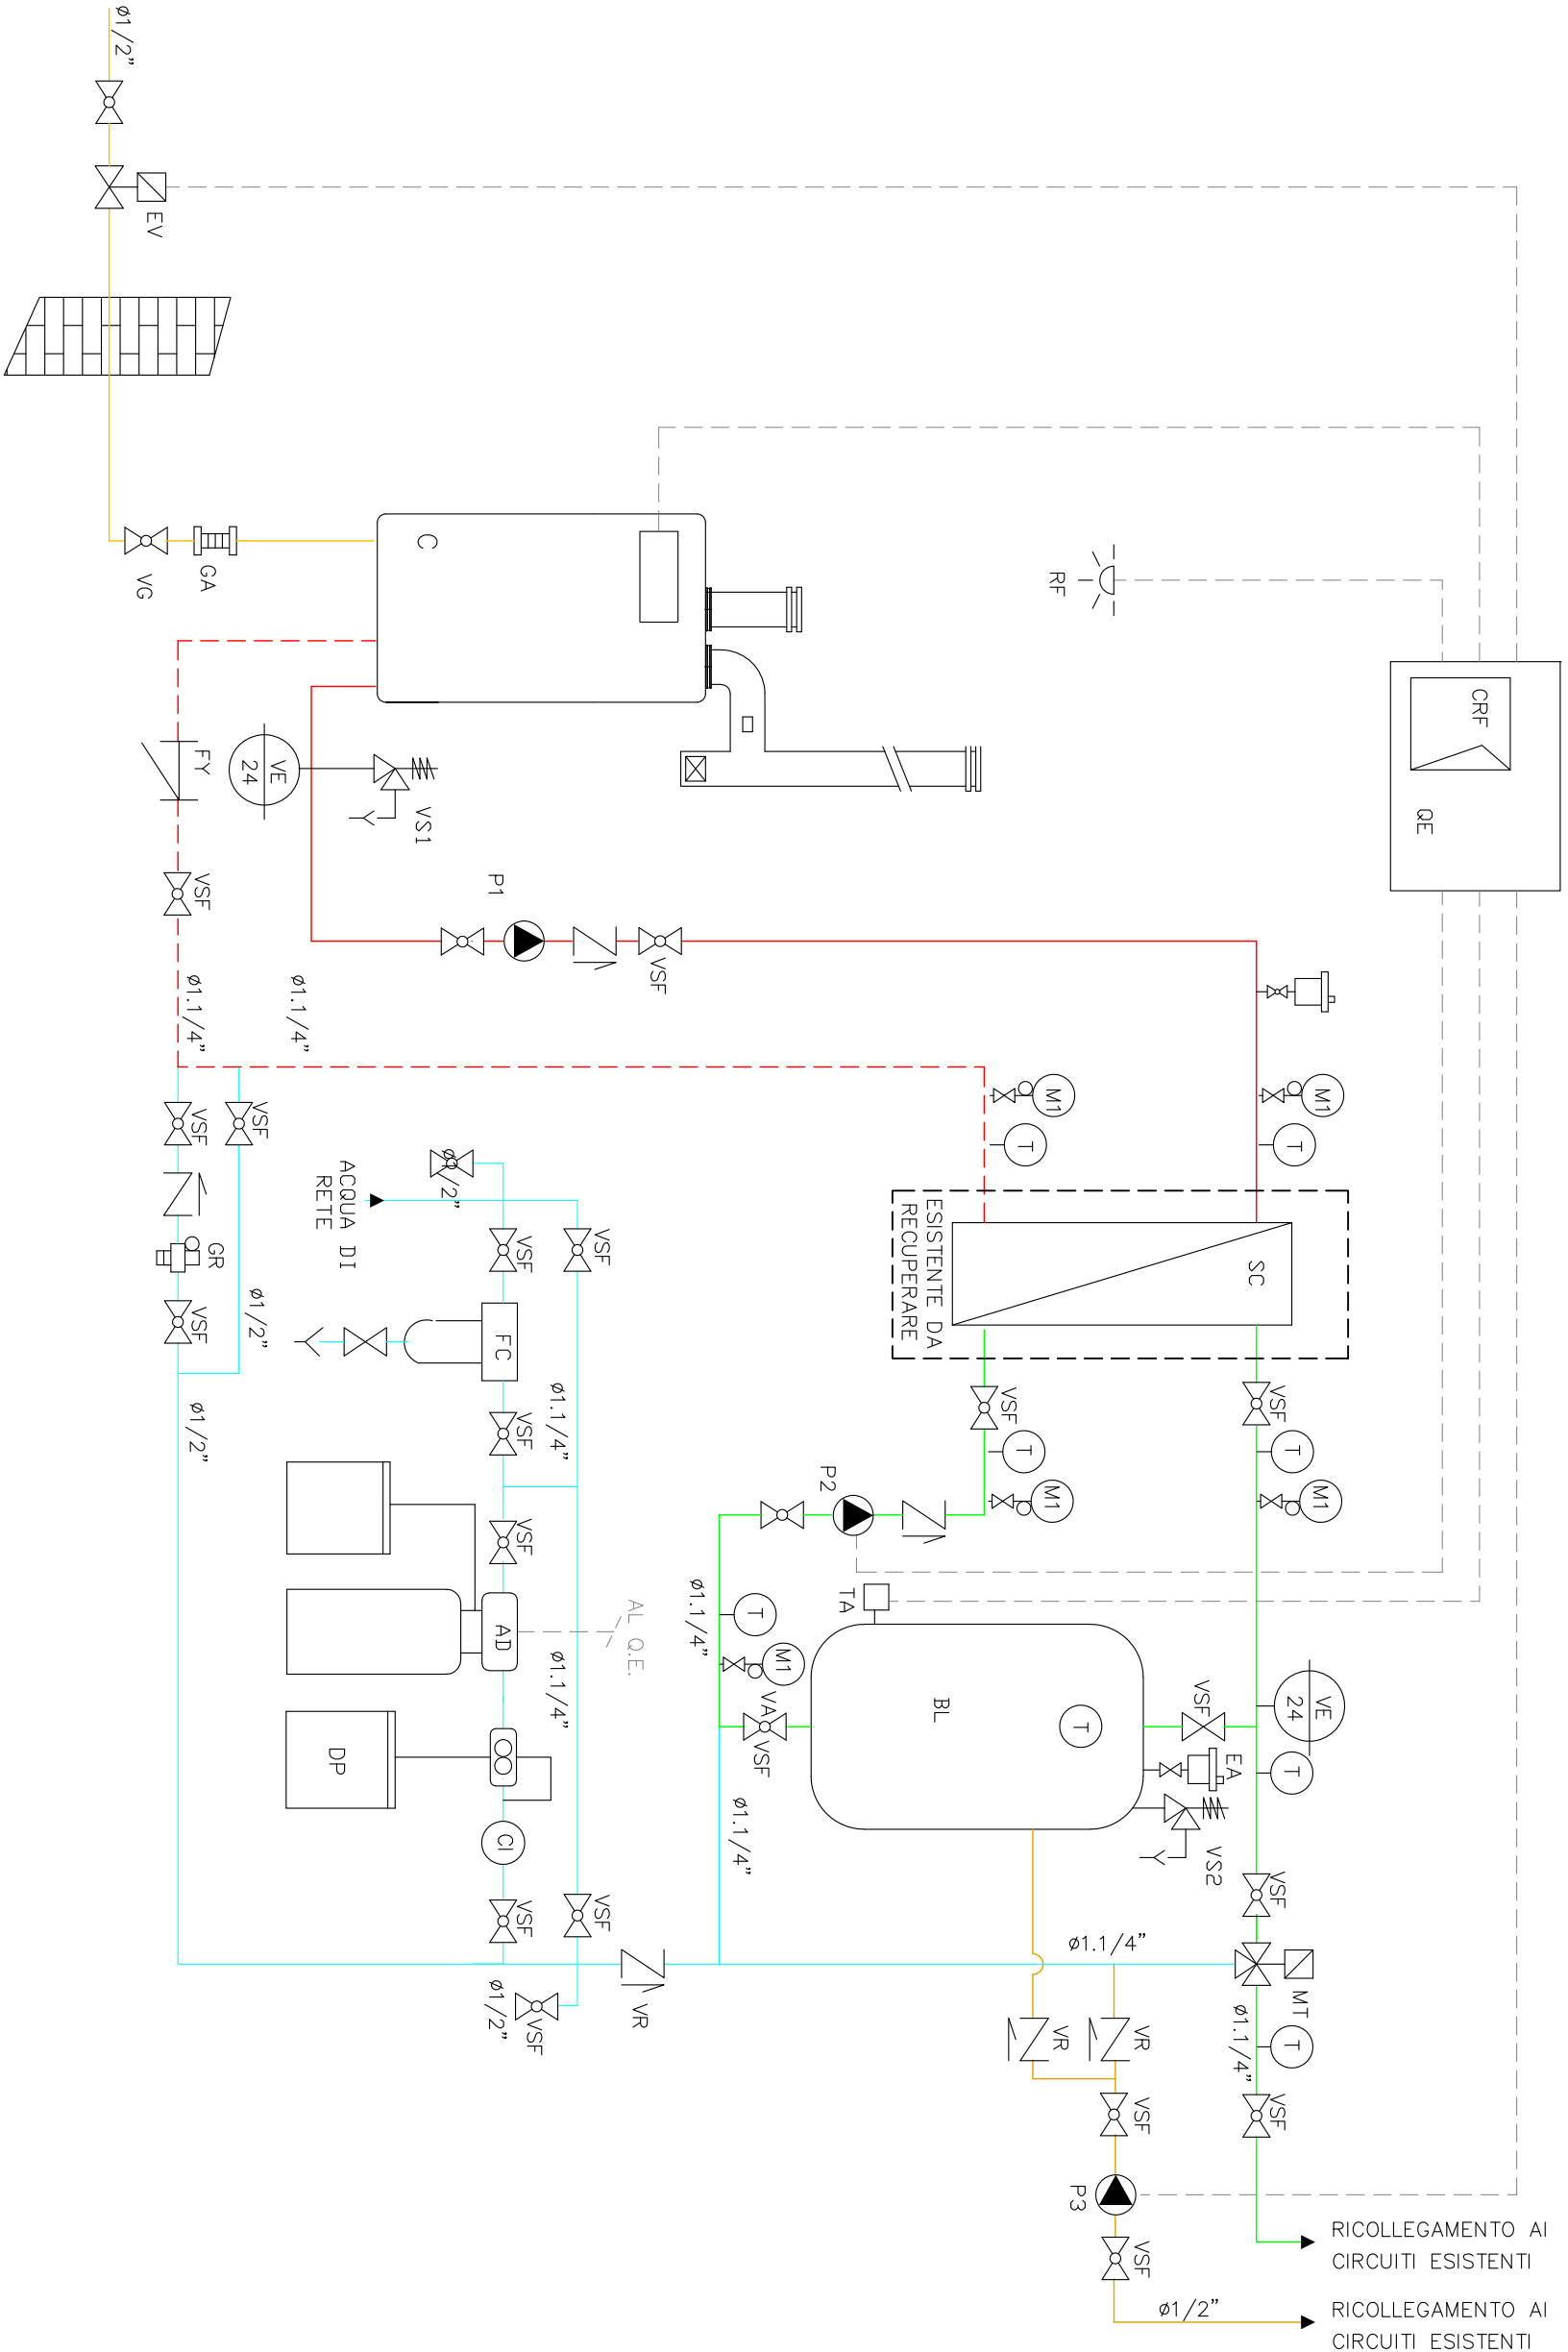 ø1/2"
EV
VG
GA
C
RF
CRF
QE
FY
VE
24
VS1
P1
VSF
VSF
ø1.1/4"
ø1.1/4"
M1
M1
T
T
VSF
VSF
ø1/2"
ACQUA DI
RETE
VSF
VSF
GR
VSF
ø1/2"
ø1/2"
FC
ESISTENTE DA
RECUPERARE
SC
VSF
ø1.1/4"
VSF
VSF
VSF
T
T
M1
M1
P2
AD
AL Q.E.
ø1.1/4"
ø1.1/4"
TA
T
M1
VA
VSF
BL
T
VSF
VE
24
T
EA
VS2
DP
CI
VSF
VSF
ø1.1/4"
VSF
ø1.1/4"
MT
ø1/2"
VSF
VR
VR
VR
ø1.1/4"
T
VSF
VSF
P3
VSF
RICOLLEGAMENTO AI
CIRCUITI ESISTENTI
ø1/2"
RICOLLEGAMENTO AI
CIRCUITI ESISTENTI